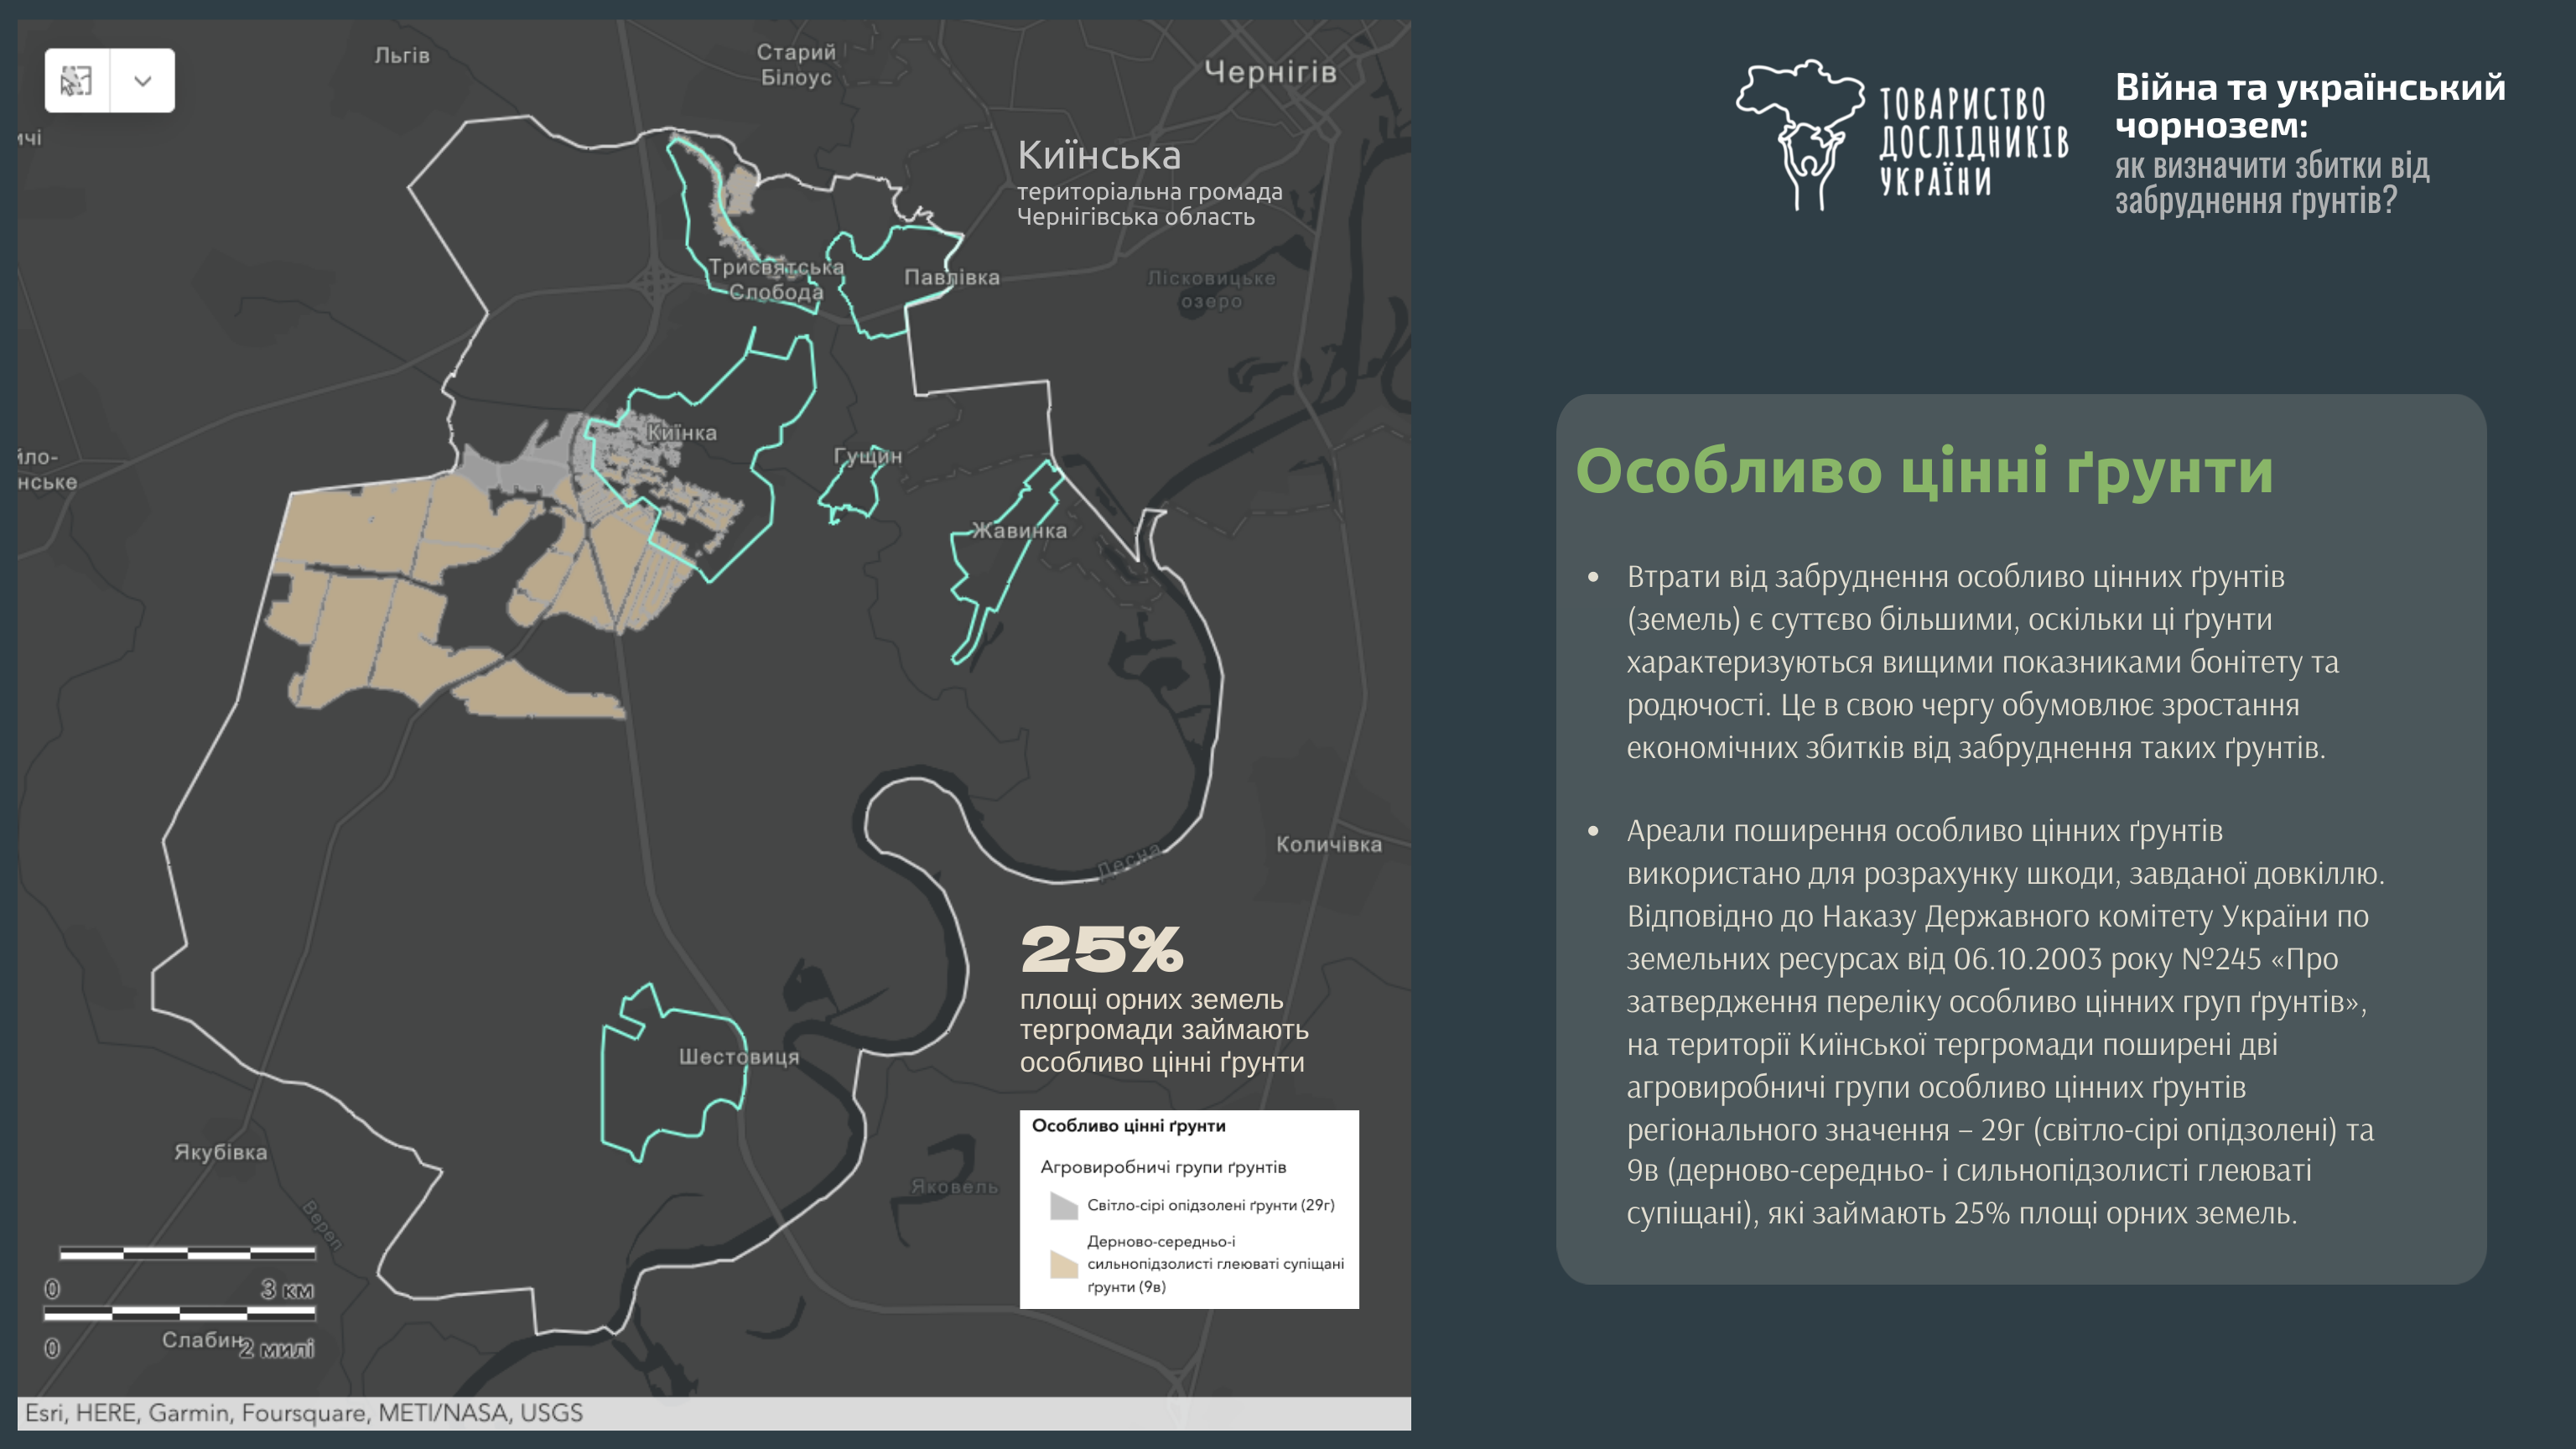 Льгів
Старий
Білоус
Чернігів
ичі
Киїнська
територіальна громада
Чернігівська область
Трисвятська
Слобода
Павлівка
Лісковицьке
озеро
Киїнка
Гущин
йло-
нське
Жавинка
Десна
Количівка
25%
площі орних земель
тергромади займають
особливо цінні ґрунти
Шестовиця
Якубівка
Вереп
Яковель
Особливо цінні ґрунти
Агровиробничі групи ґрунтів
Світло-сірі опідзолені ґрунти (29г)
Дерново-середньо-і
сильнопідзолисті глеюваті супіщані
ґрунти (9в)
0 3 км
0 2 милі
Слабин
Esri, HERE, Garmin, Foursquare, METI/NASA, USGS
ТОВАРИСТВО
ДОСЛІДНИКІВ
УКРАЇНИ
Війна та український
чорнозем:
як визначити збитки від
забруднення ґрунтів?
Особливо цінні ґрунти
• Втрати від забруднення особливо цінних ґрунтів
(земель) є суттєво більшими, оскільки ці ґрунти
характеризуються вищими показниками бонітету та
родючості. Це в свою чергу обумовлює зростання
економічних збитків від забруднення таких ґрунтів.
• Ареали поширення особливо цінних ґрунтів
використано для розрахунку шкоди, завданої довкіллю.
Відповідно до Наказу Державного комітету України по
земельних ресурсах від 06.10.2003 року №245 «Про
затвердження переліку особливо цінних груп ґрунтів»,
на території Киїнської тергромади поширені дві
агровиробничі групи особливо цінних ґрунтів
регіонального значення – 29г (світло-сірі опідзолені) та
9в (дерново-середньо- і сильнопідзолисті глеюваті
супіщані), які займають 25% площі орних земель.